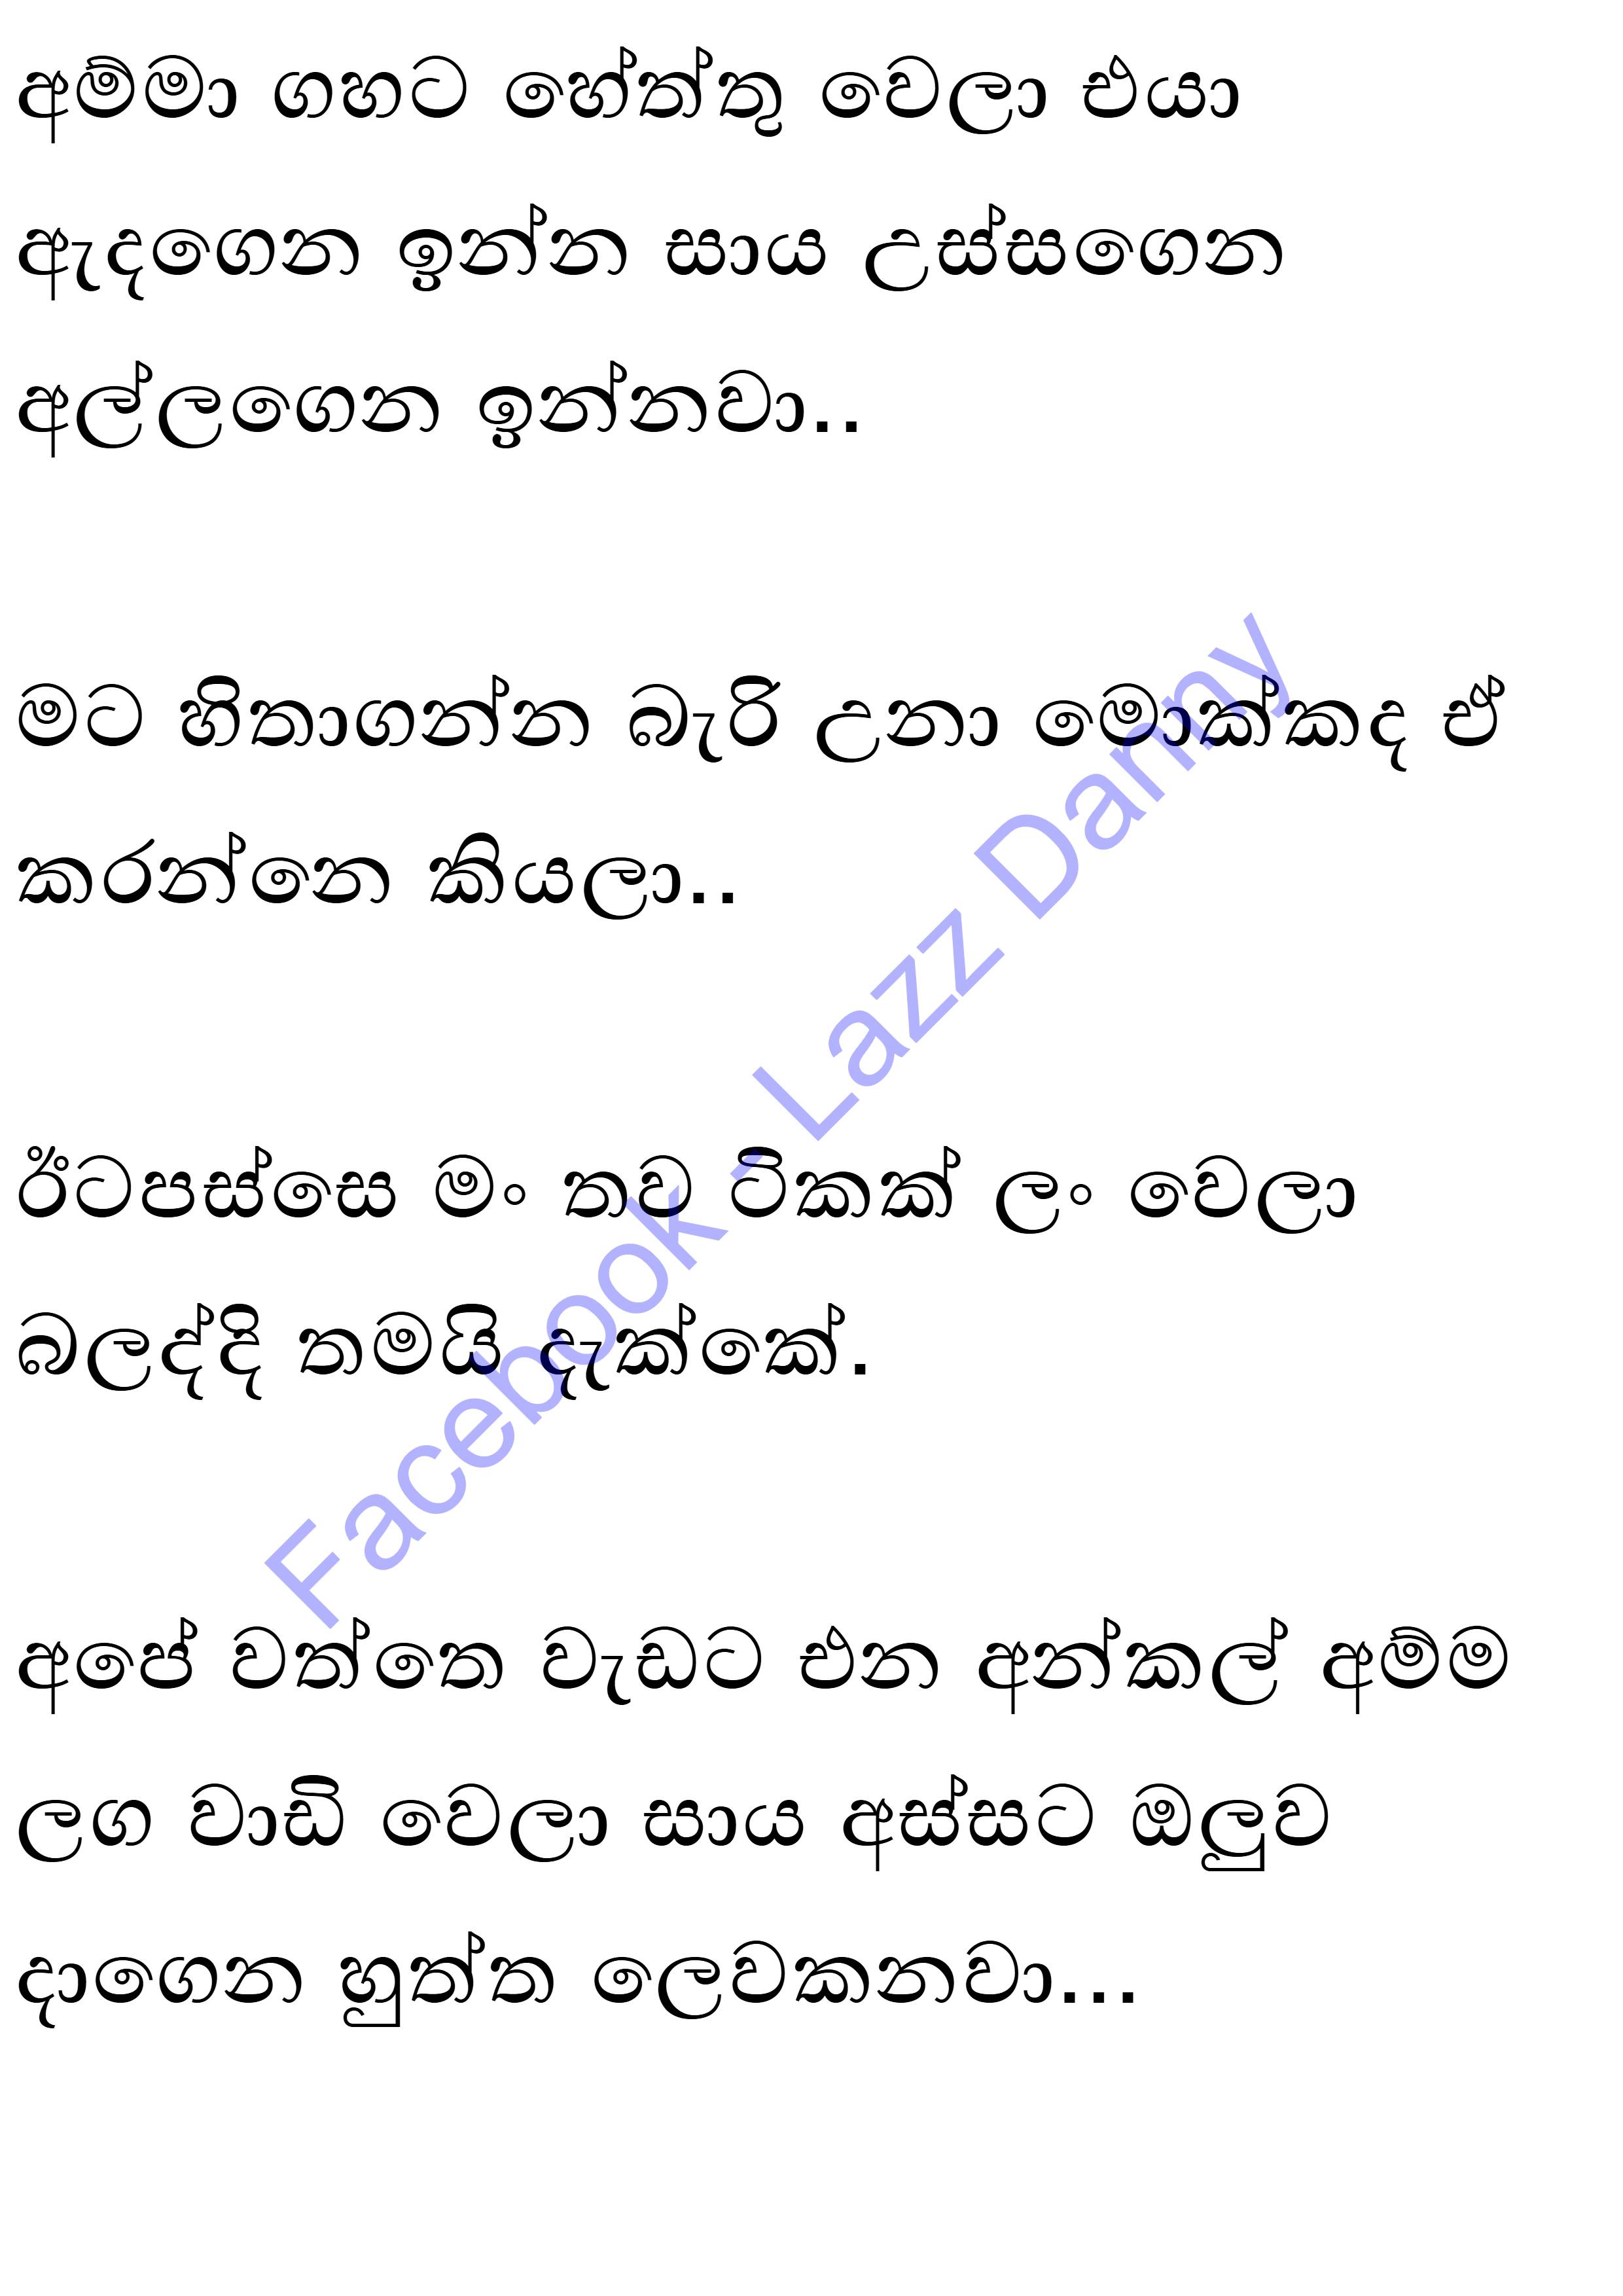 අම්මා ගහට හේත්තු වෙලා එයා
ඇදගෙන ඉන්න සාය උස්සගෙන
අල්ලගෙන ඉන්නවා..
මට හිතාගන්න බැරි උනා මොක්කද ඒ
කරන්නෙ කියලා..
ඊටපස්සෙ මං තව ටිකක් ලං වෙලා
බලද්දි තමයි දැක්කේ.
අපේ වත්තෙ වැඩට එන අන්කල් අම්ම
ලග වාඩි වෙලා සාය අස්සට ඔලුව
දාගෙන හුත්ත ලෙවකනවා...
Facebook - Lazz Danny